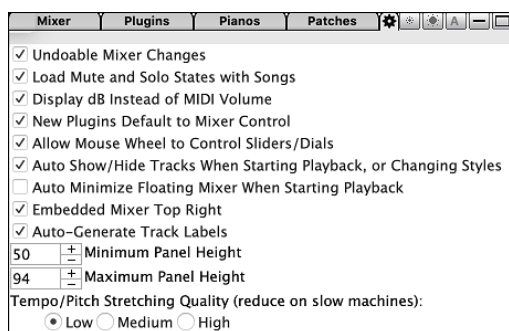 Mixer Plugins Pianos Patches A
Undoable Mixer Changes
Load Mute and Solo States with Songs
Display dB Instead of MIDI Volume
New Plugins Default to Mixer Control
Allow Mouse Wheel to Control Sliders/Dials
Auto Show/Hide Tracks When Starting Playback, or Changing Styles
Auto Minimize Floating Mixer When Starting Playback
Embedded Mixer Top Right
Auto-Generate Track Labels
50 + − Minimum Panel Height
94 + − Maximum Panel Height
Tempo/Pitch Stretching Quality (reduce on slow machines):
Low Medium High